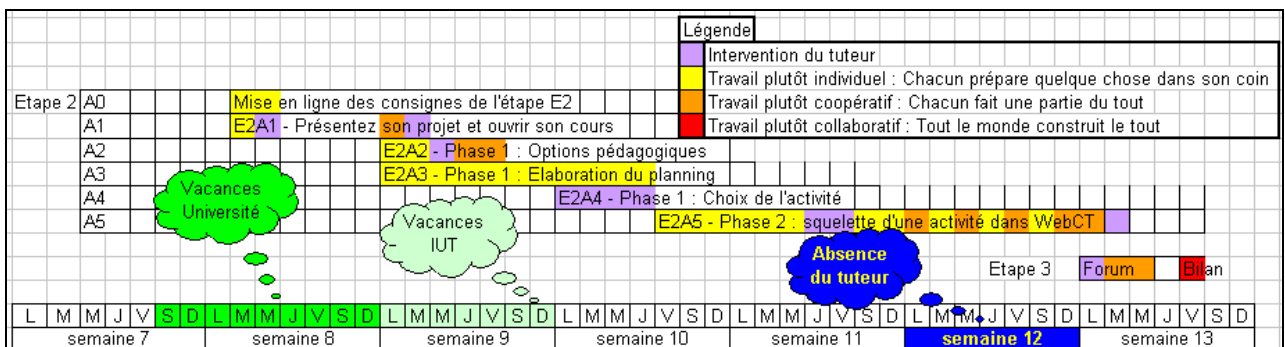 Légende
Intervention du tuteur
Travail plutôt individuel : Chacun prépare quelque chose dans son coin
Etape 2 A0 Mise en ligne des consignes de l'étape E2 Travail plutôt coopératif : Chacun fait une partie du tout
A1 E2A1 - Présentez son projet et ouvrir son cours Travail plutôt collaboratif : Tout le monde construit le tout
A2 E2A2 - Phase 1 : Options pédagogiques
A3 E2A3 - Phase 1 : Elaboration du planning
A4 E2A4 - Phase 1 : Choix de l'activité
A5 E2A5 - Phase 2 : squelette d'une activité dans WebCT
Vacances
Université
Vacances
IUT
Absence
du tuteur
Etape 3 Forum Bilan
L M M J V S D L M M J V S D L M M J V S D L M M J V S D L M M J V S D L M M J V S D L M M J V S D
semaine 7 semaine 8 semaine 9 semaine 10 semaine 11 semaine 12 semaine 13